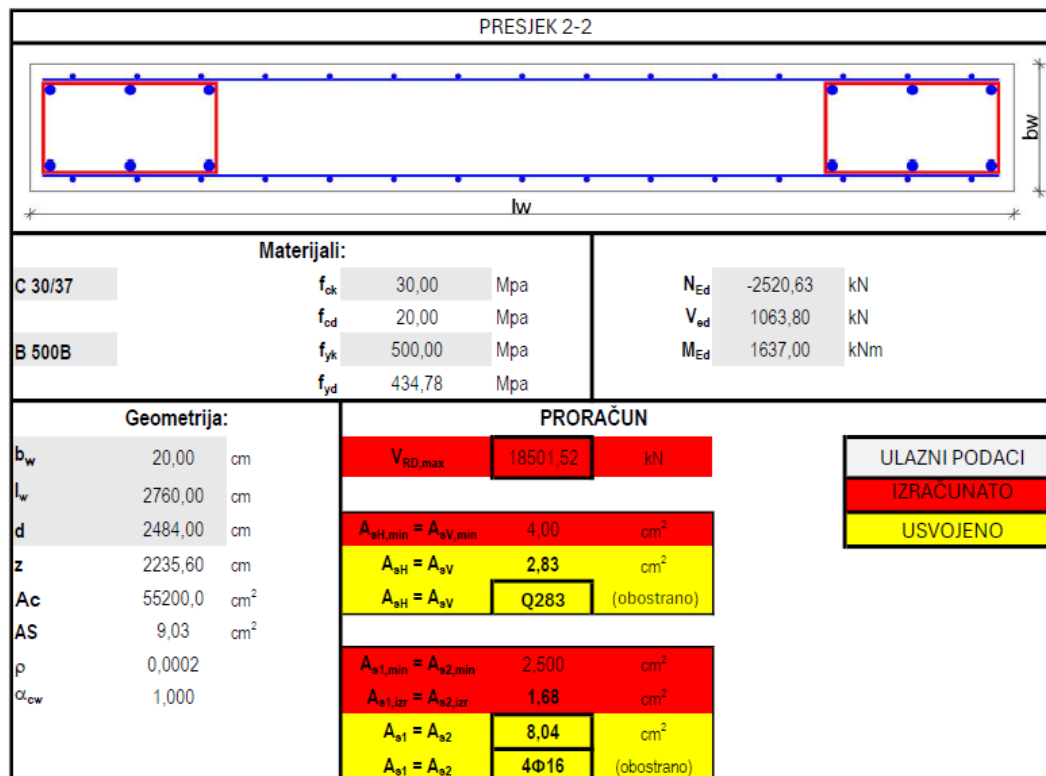 PRESJEK 2-2
bw
lw
Materijali:
C 30/37 fck 30,00 Mpa NEd -2520,63 kN
fcd 20,00 Mpa Ved 1063,80 kN
B 500B fyk 500,00 Mpa MEd 1637,00 kNm
fyd 434,78 Mpa
Geometrija: PRORAČUN
bw 20,00 cm VRD,max 18501,52 kN ULAZNI PODACI
lw 2760,00 cm IZRAČUNATO
d 2484,00 cm AsH,min = AsV,min 4,00 cm² USVOJENO
z 2235,60 cm AsH = AsV 2,83 cm²
Ac 55200,0 cm² AsH = AsV Q283 (obostrano)
AS 9,03 cm²
ρ 0,0002 As1,min = As2,min 2,500 cm²
αcw 1,000 As1,izr = As2,izr 1,68 cm²
As1 = As2 8,04 cm²
As1 = As2 4Φ16 (obostrano)